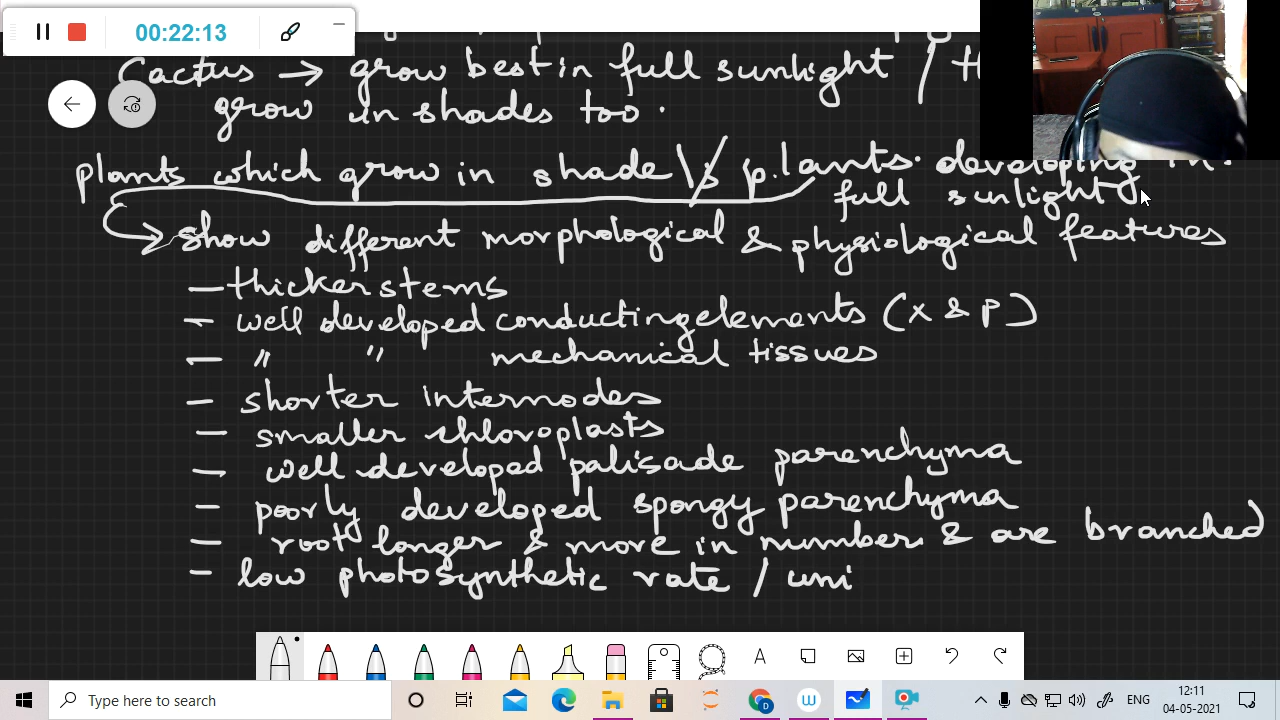 00:22:13
Cactus → grow best in full sunlight /
grow in shades too.
plants which grow in shade \/s plants developing in
full sunlight
→ show different morphological & physiological features
— thicker stems
— well developed conducting elements (x & p)
— " " mechanical tissues
— shorter internodes
— smaller chloroplasts
— well developed palisade parenchyma
— poorly developed spongy parenchyma
— root longer & more in number & are branched
— low photosynthetic rate / uni
Type here to search
ENG
12:11
04-05-2021